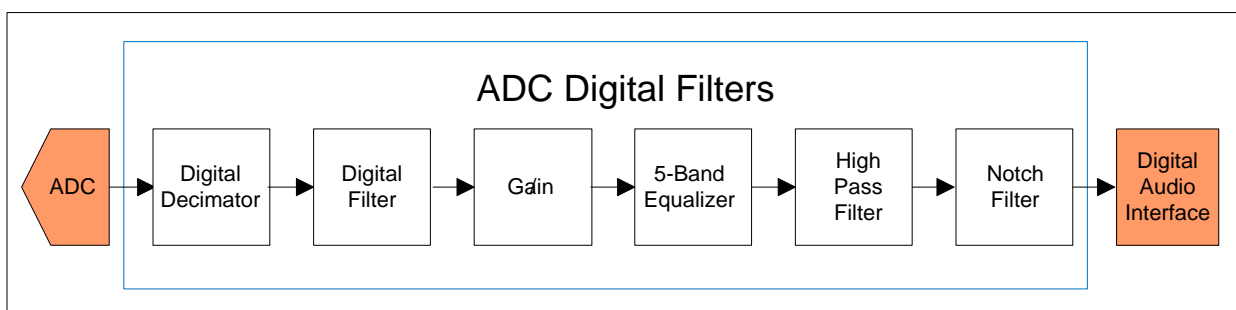 ADC Digital Filters
ADC
Digital
Decimator
Digital
Filter
Gain
5-Band
Equalizer
High
Pass
Filter
Notch
Filter
Digital
Audio
Interface